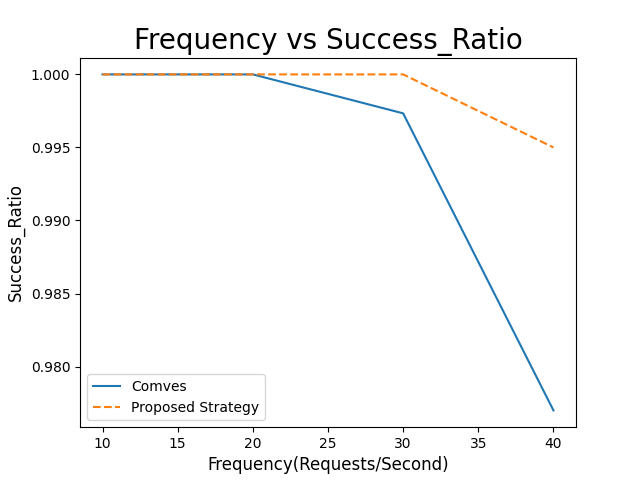 Frequency vs Success_Ratio
1.000
0.995
0.990
0.985
0.980
Success_Ratio
Comves
Proposed Strategy
10 15 20 25 30 35 40
Frequency(Requests/Second)